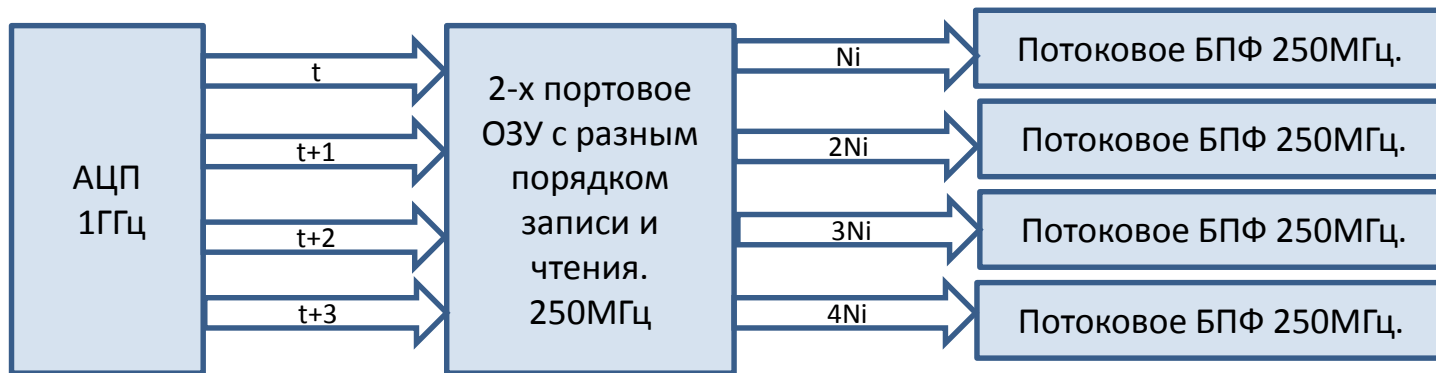 АЦП
1ГГц
t
t+1
t+2
t+3
2-х портовое
ОЗУ с разным
порядком
записи и
чтения.
250МГц
Ni
2Ni
3Ni
4Ni
Потоковое БПФ 250МГц.
Потоковое БПФ 250МГц.
Потоковое БПФ 250МГц.
Потоковое БПФ 250МГц.